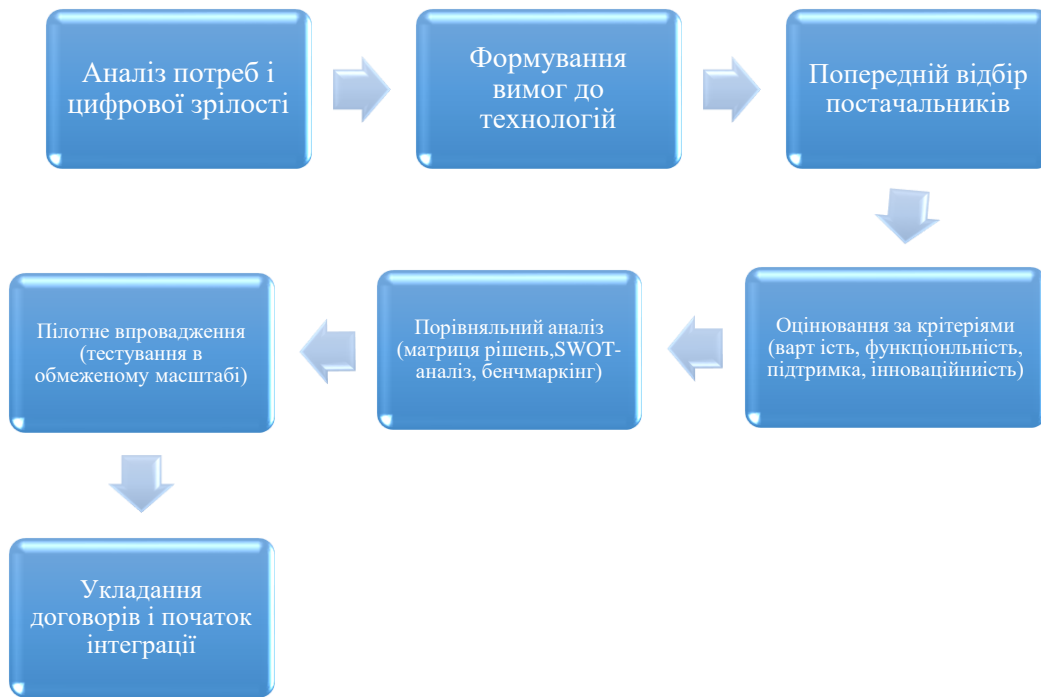 Аналіз потреб і
цифрової зрілості
Формування
вимог до
технологій
Попередній відбір
постачальників
Оцінювання за крітеріями
(варт ість, функціонльність,
підтримка, інноваційниість)
Порівняльний аналіз
(матриця рішень,SWOT-
аналіз, бенчмаркінг)
Пілотне впровадження
(тестування в
обмеженому масштабі)
Укладання
договорів і початок
інтеграції